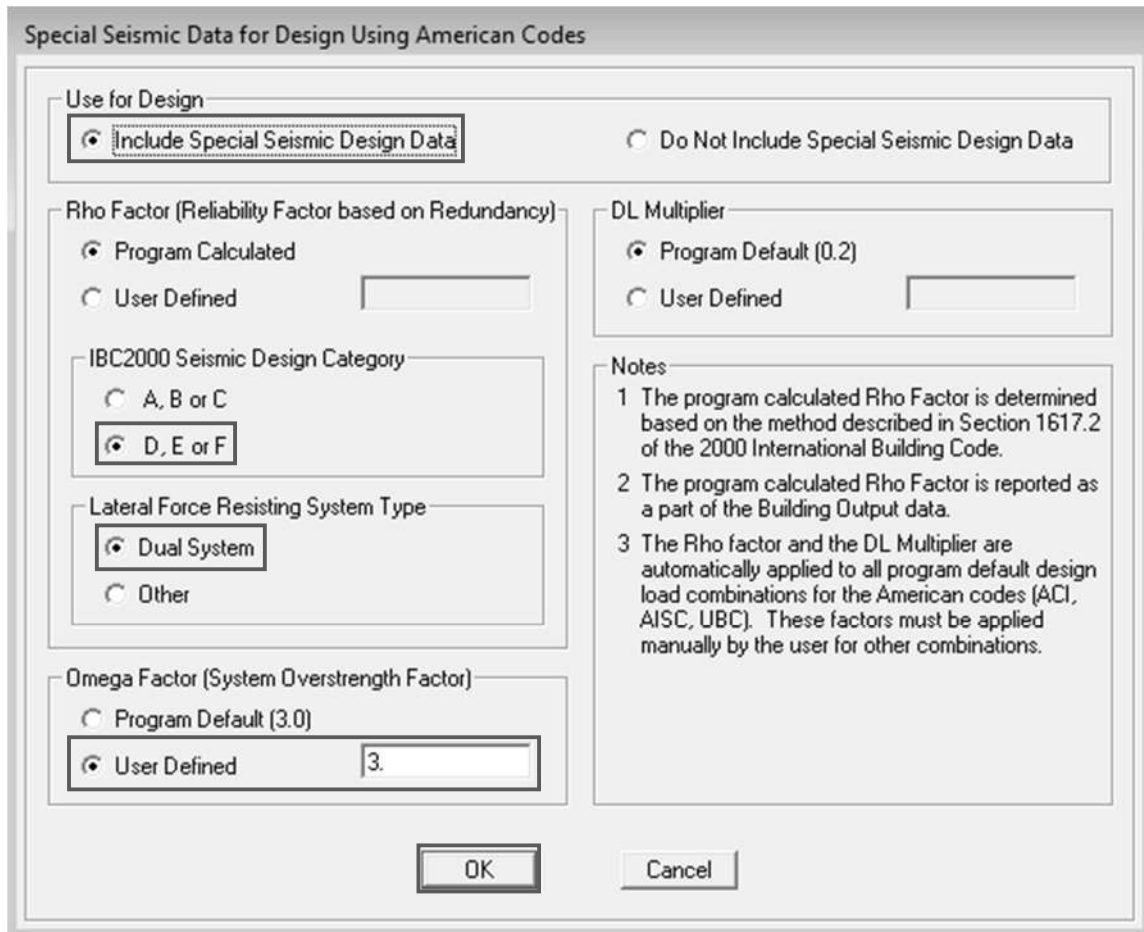 Special Seismic Data for Design Using American Codes
Use for Design
Include Special Seismic Design Data
Do Not Include Special Seismic Design Data
Rho Factor (Reliability Factor based on Redundancy)
Program Calculated
User Defined
IBC2000 Seismic Design Category
A, B or C
D, E or F
Lateral Force Resisting System Type
Dual System
Other
Omega Factor (System Overstrength Factor)
Program Default (3.0)
User Defined
3.
DL Multiplier
Program Default (0.2)
User Defined
Notes
1 The program calculated Rho Factor is determined
based on the method described in Section 1617.2
of the 2000 International Building Code.
2 The program calculated Rho Factor is reported as
a part of the Building Output data.
3 The Rho factor and the DL Multiplier are
automatically applied to all program default design
load combinations for the American codes (ACI,
AISC, UBC). These factors must be applied
manually by the user for other combinations.
OK
Cancel